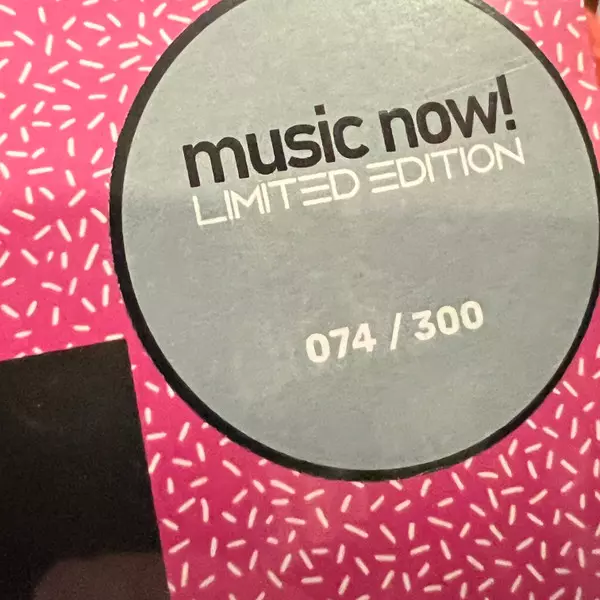 music now!
LIMITED EDITION
074 / 300